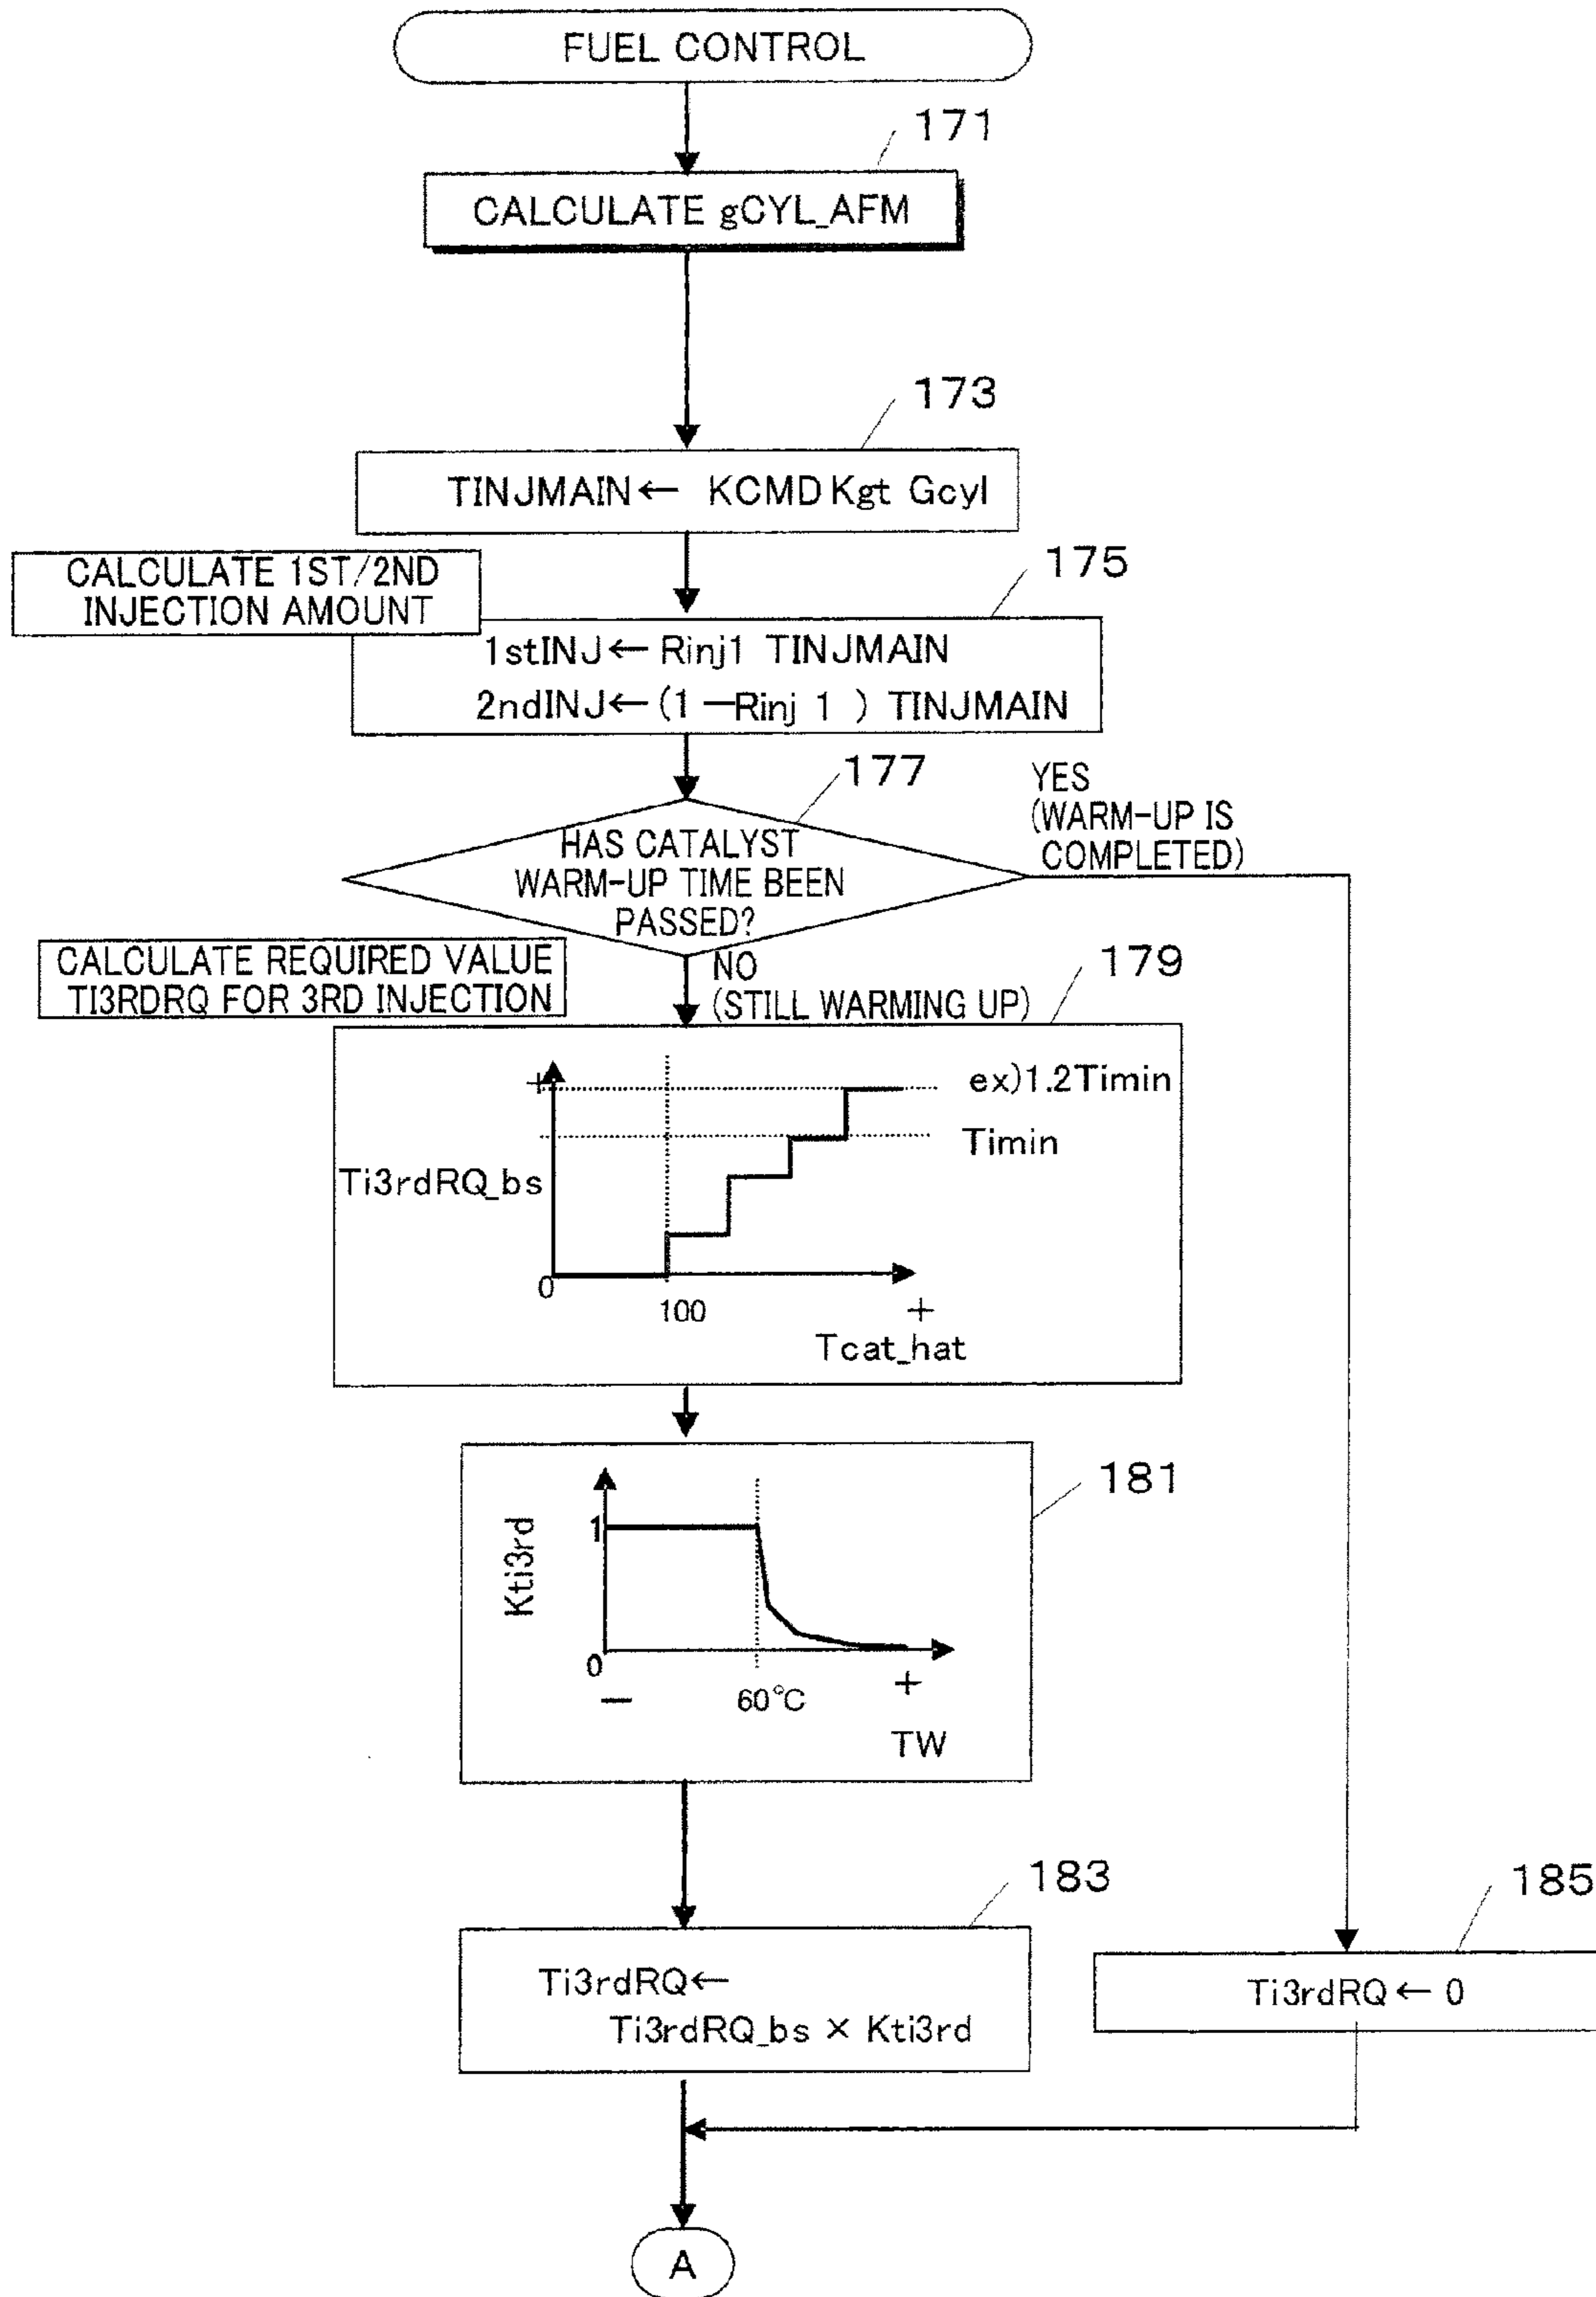 FUEL CONTROL
171
CALCULATE gCYL_AFM
173
TINJMAIN← KCMD Kgt Gcyl
CALCULATE 1ST/2ND
INJECTION AMOUNT
175
1stINJ← Rinj1 TINJMAIN
2ndINJ←(1 —Rinj 1 ) TINJMAIN
177
YES
(WARM-UP IS
COMPLETED)
HAS CATALYST
WARM-UP TIME BEEN
PASSED?
CALCULATE REQUIRED VALUE
TI3RDRQ FOR 3RD INJECTION
NO
(STILL WARMING UP)
179
+
ex)1.2Timin
Timin
Ti3rdRQ_bs
0
100
+
Tcat_hat
181
Kti3rd
1
0
—
60°C
+
TW
183
Ti3rdRQ←
Ti3rdRQ_bs × Kti3rd
185
Ti3rdRQ← 0
A